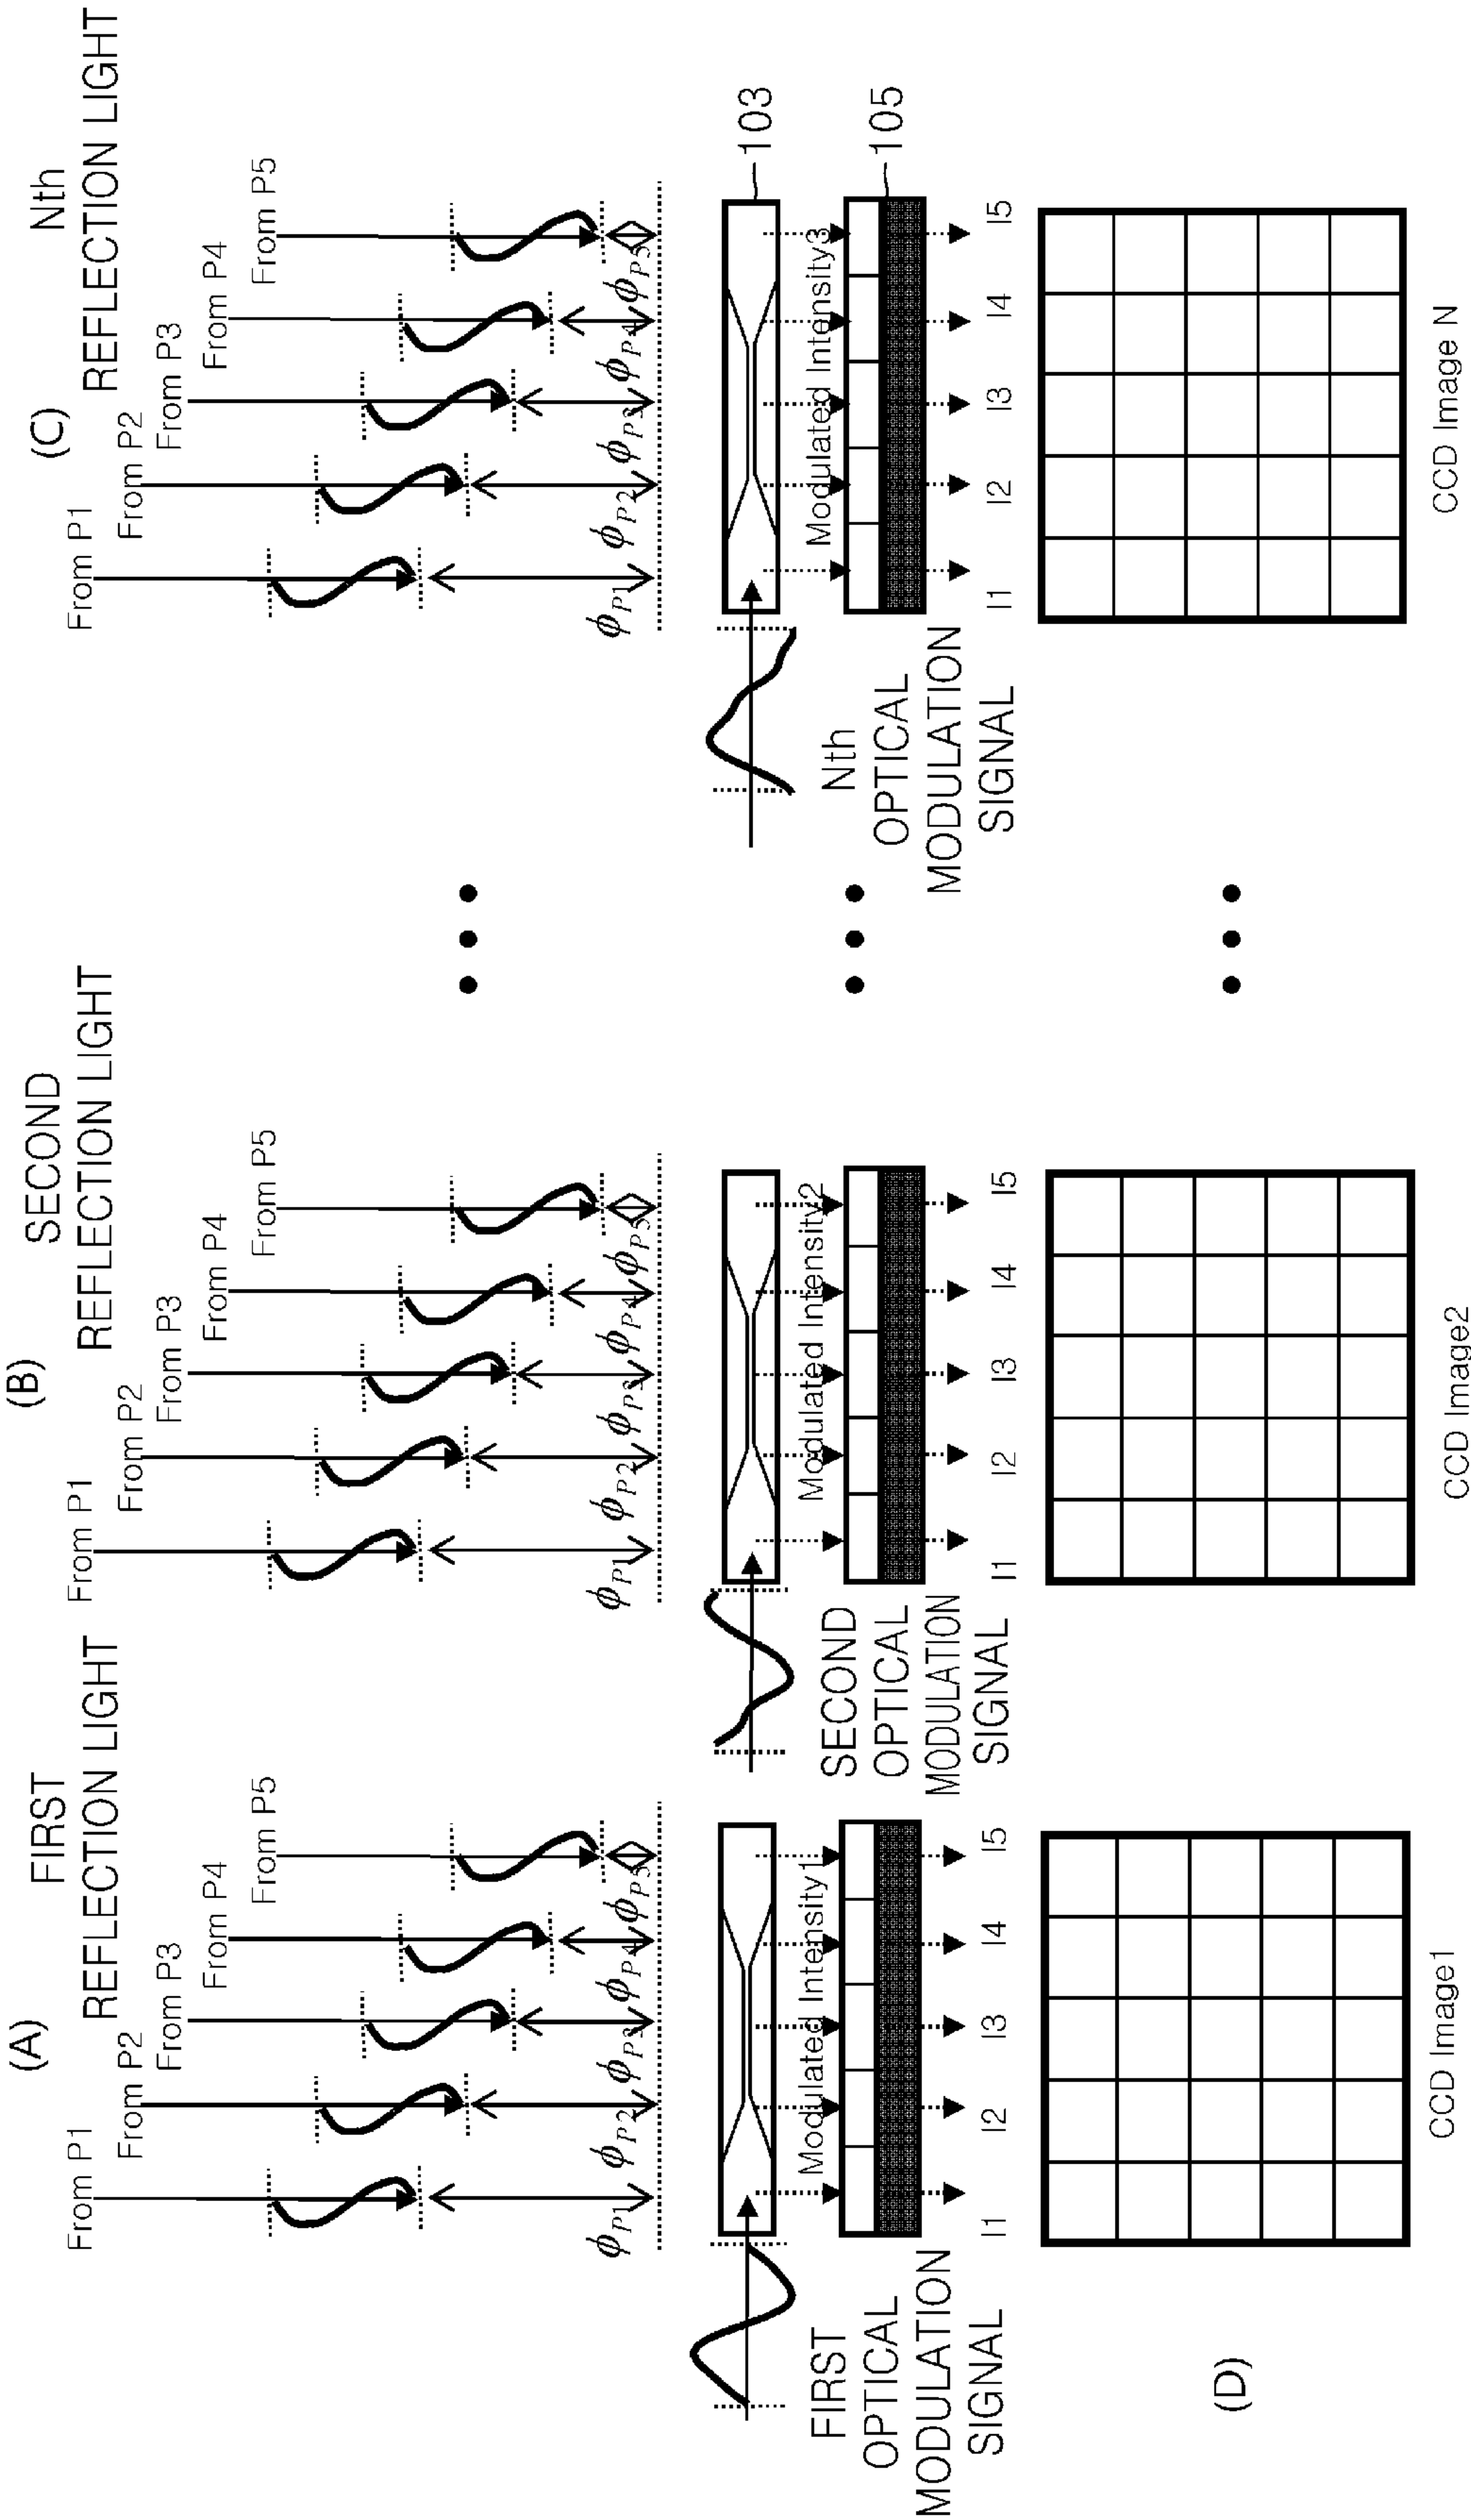 (A)
FIRST
REFLECTION LIGHT
From P1
From P2
From P3
From P4
From P5
ϕP1
ϕP2
ϕP3
ϕP4
ϕP5
FIRST
OPTICAL
MODULATION
SIGNAL
Modulated Intensity1
I1
I2
I3
I4
I5
CCD Image1
(B)
SECOND
REFLECTION LIGHT
From P1
From P2
From P3
From P4
From P5
ϕP1
ϕP2
ϕP3
ϕP4
ϕP5
SECOND
OPTICAL
MODULATION
SIGNAL
Modulated Intensity2
I1
I2
I3
I4
I5
CCD Image2
(C)
Nth
REFLECTION LIGHT
From P1
From P2
From P3
From P4
From P5
ϕP1
ϕP2
ϕP3
ϕP4
ϕP5
103
Nth
OPTICAL
MODULATION
SIGNAL
Modulated Intensity3
105
I1
I2
I3
I4
I5
CCD Image N
(D)